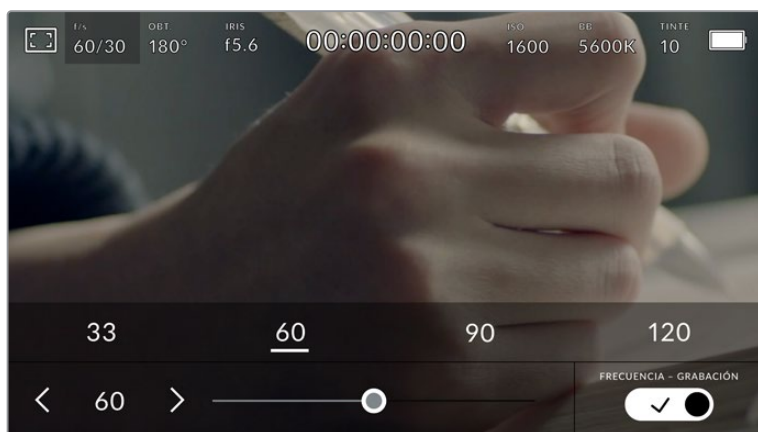 f/s OBT. IRIS 00:00:00:00 ISO BB TINTE
60/30 180° f5.6 1600 5600K 10
33 60 90 120
FRECUENCIA – GRABACIÓN
60